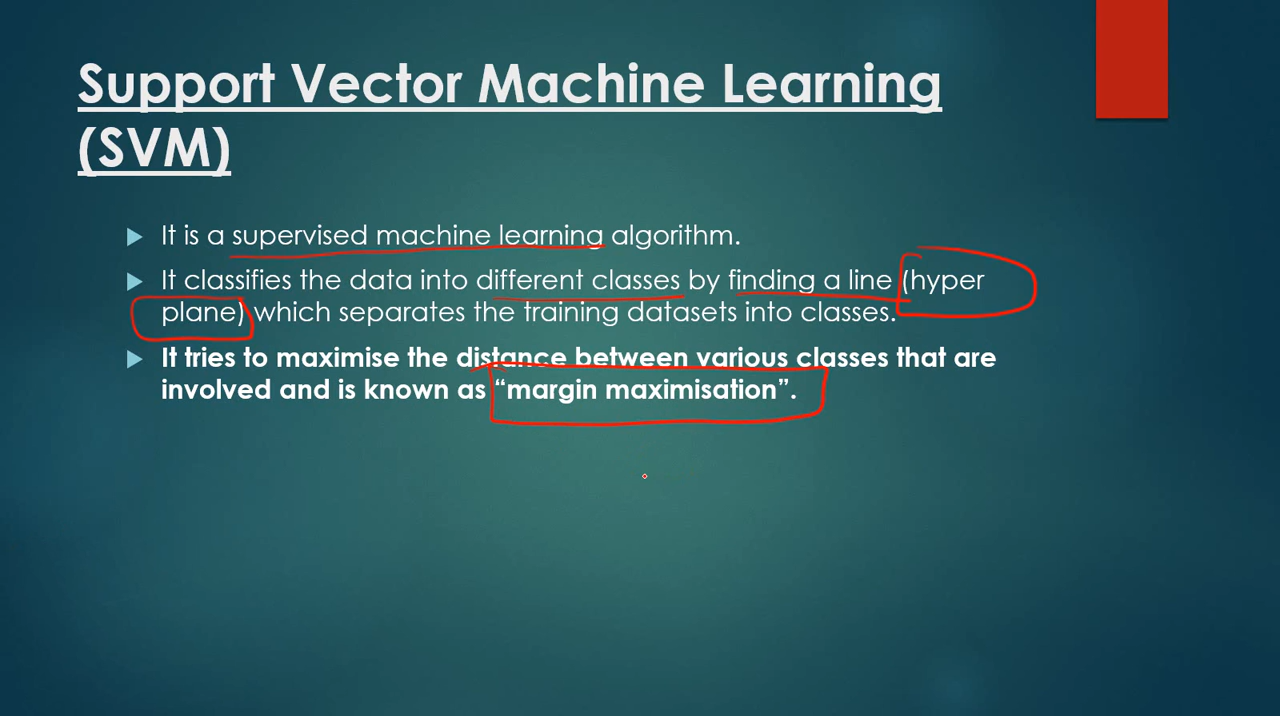 Support Vector Machine Learning
(SVM)
It is a supervised machine learning algorithm.
It classifies the data into different classes by finding a line (hyper
plane) which separates the training datasets into classes.
It tries to maximise the distance between various classes that are
involved and is known as “margin maximisation”.